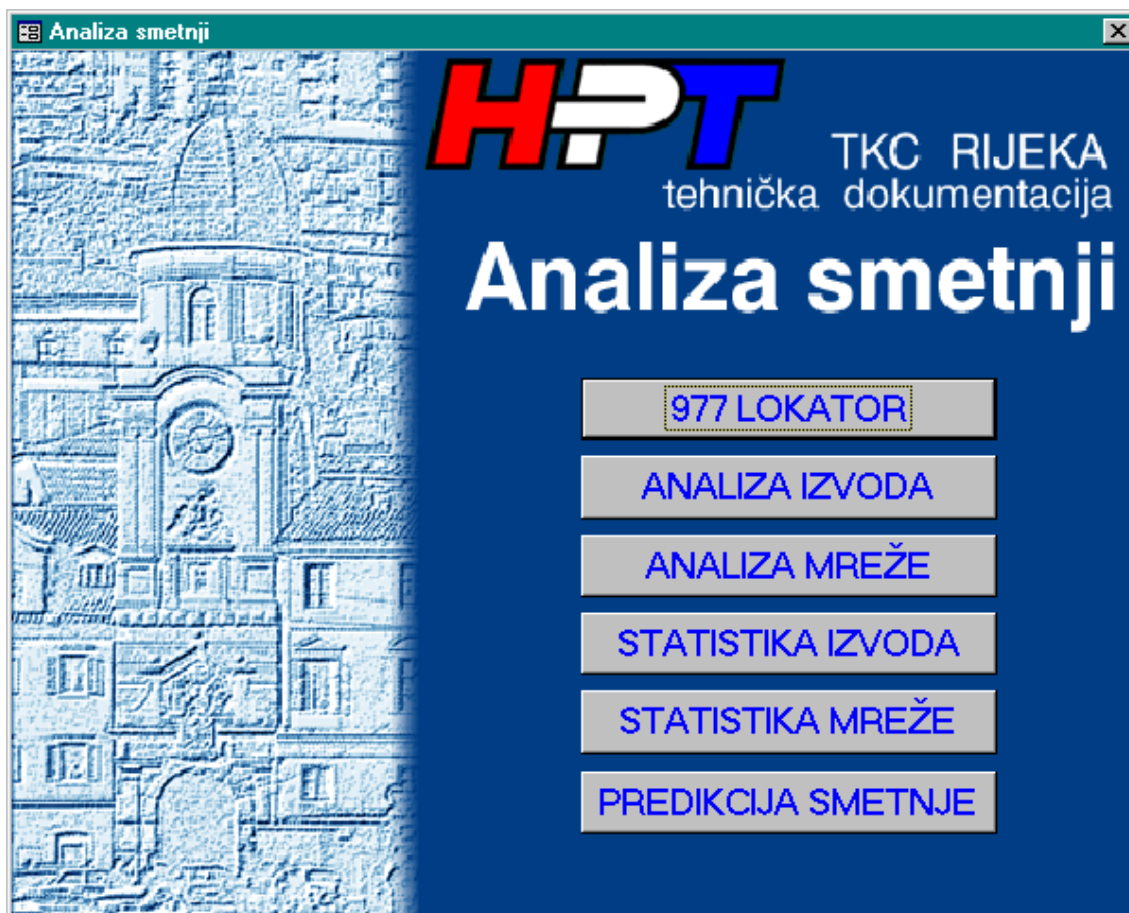 Analiza smetnji
HPT
TKC RIJEKA
tehnička dokumentacija
Analiza smetnji
977 LOKATOR
ANALIZA IZVODA
ANALIZA MREŽE
STATISTIKA IZVODA
STATISTIKA MREŽE
PREDIKCIJA SMETNJE